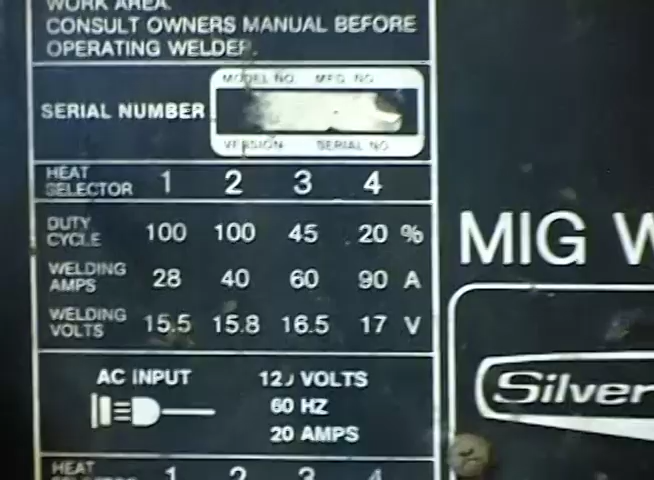 WORK AREA.
CONSULT OWNERS MANUAL BEFORE
OPERATING WELDER.
MODEL NO. MFG NO.
SERIAL NUMBER
VERSION SERIAL NO.
HEAT
SELECTOR 1 2 3 4
DUTY
CYCLE 100 100 45 20 %
WELDING
AMPS 28 40 60 90 A
WELDING
VOLTS 15.5 15.8 16.5 17 V
AC INPUT 120 VOLTS
60 HZ
20 AMPS
HEAT
SELECTOR 1 2 3 4
MIG W
Silver